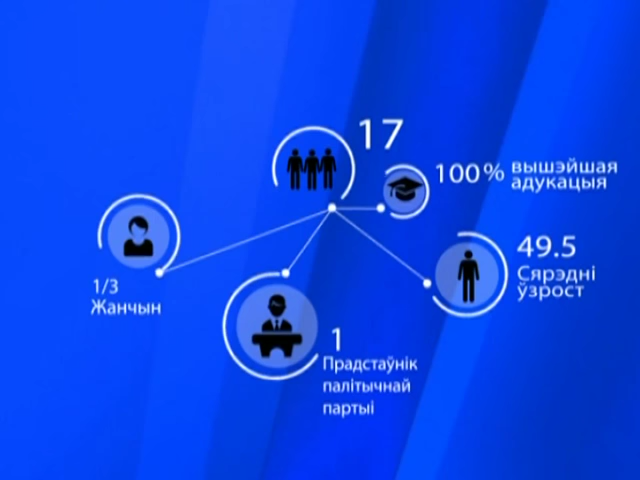 17
100% вышэйшая
адукацыя
49.5
Сярэдні
ўзрост
1/3
Жанчын
1
Прадстаўнік
палітычнай
партыі